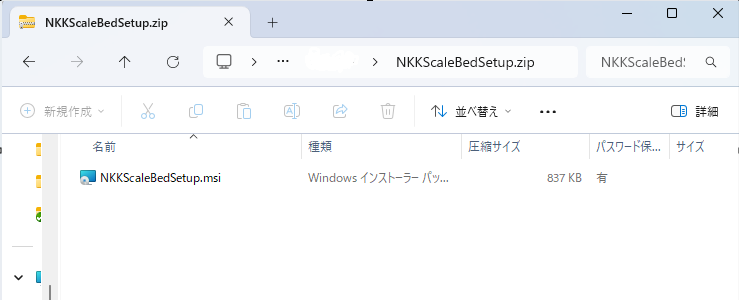 NKKScaleBedSetup.zip
NKKScaleBedSetup.zip
NKKScaleBedS
新規作成
並べ替え
詳細
名前 種類 圧縮サイズ パスワード保... サイズ
NKKScaleBedSetup.msi Windows インストーラー パッ... 837 KB 有